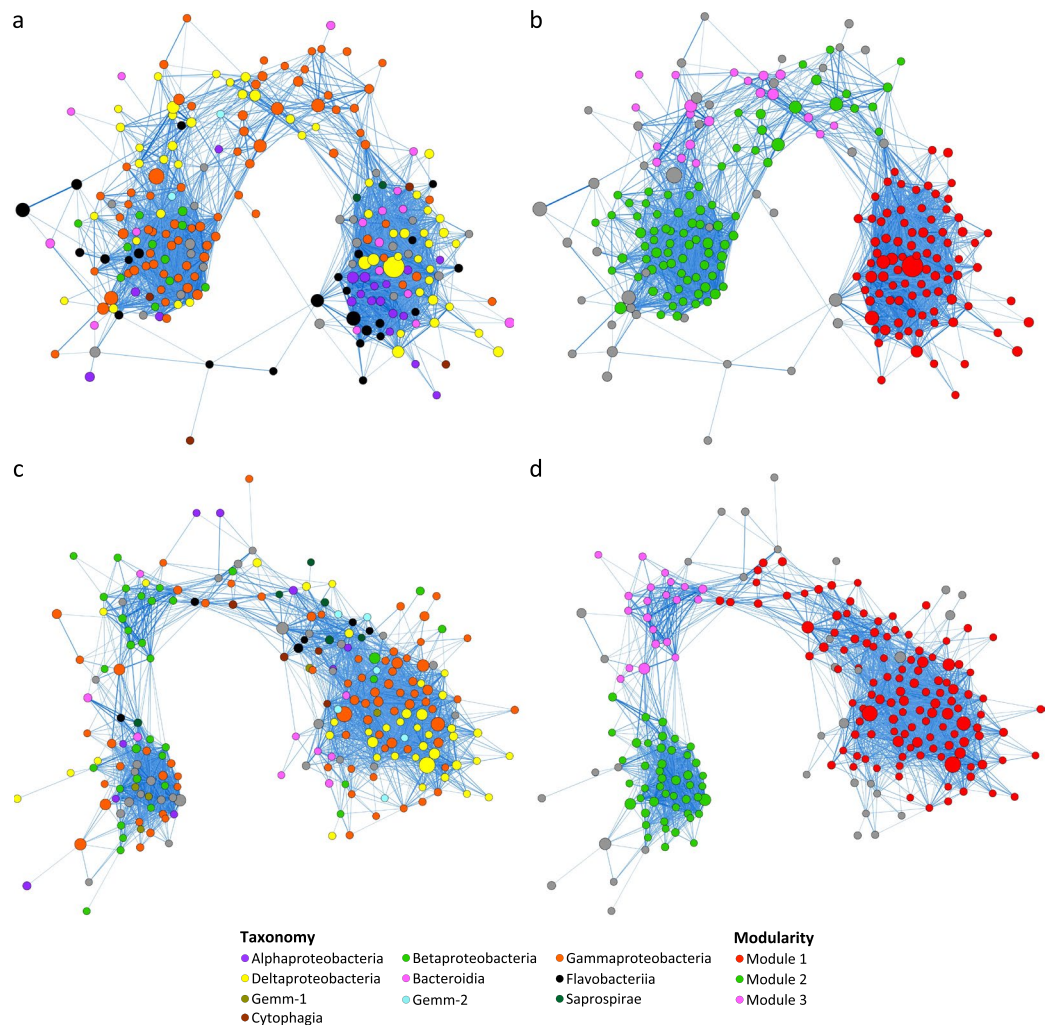 a
b
c
d
Taxonomy
Modularity
Alphaproteobacteria
Betaproteobacteria
Gammaproteobacteria
Module 1
Deltaproteobacteria
Bacteroidia
Flavobacteriia
Module 2
Gemm-1
Gemm-2
Saprospirae
Module 3
Cytophagia